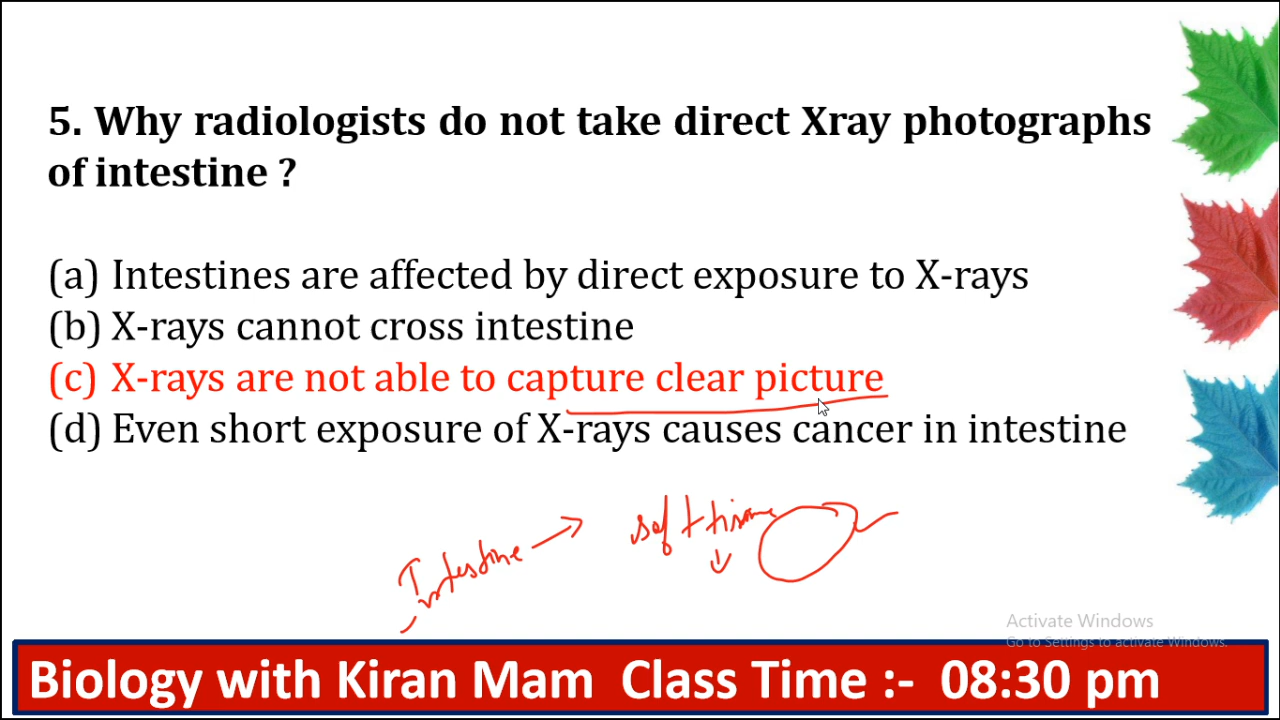 5. Why radiologists do not take direct Xray photographs
of intestine ?
(a) Intestines are affected by direct exposure to X-rays
(b) X-rays cannot cross intestine
(c) X-rays are not able to capture clear picture
(d) Even short exposure of X-rays causes cancer in intestine
Intestine → soft tissue
Activate Windows
Go to Settings to activate Windows.
Biology with Kiran Mam Class Time :- 08:30 pm